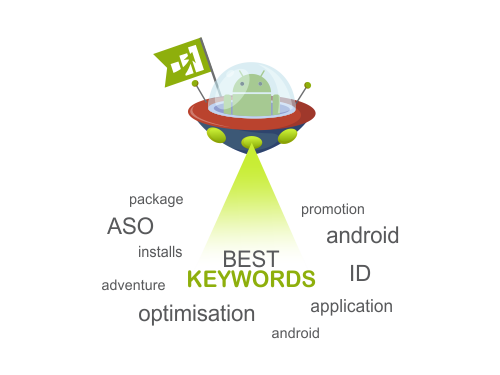 package
promotion
ASO
android
installs
BEST
KEYWORDS
ID
adventure
application
optimisation
android